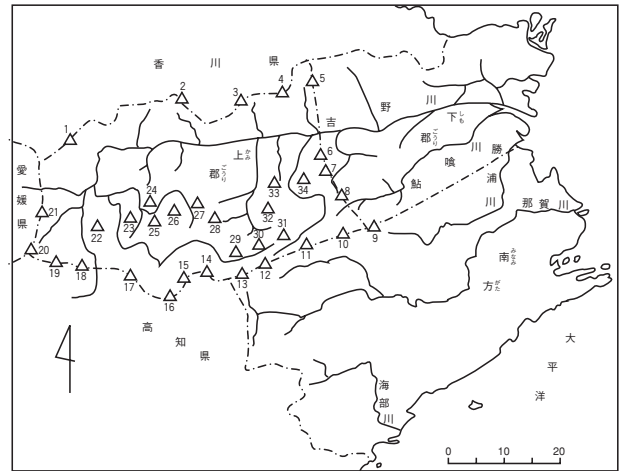 香川県
愛媛県
高知県
吉野川
上郡
かみ
ごうり
下郡
しも
ごうり
鮎喰川
勝浦川
那賀川
南方
みなみ
がた
海部川
太平洋
1
2
3
4
5
6
7
8
9
10
11
12
13
14
15
16
17
18
19
20
21
22
23
24
25
26
27
28
29
30
31
32
33
34
0 10 20